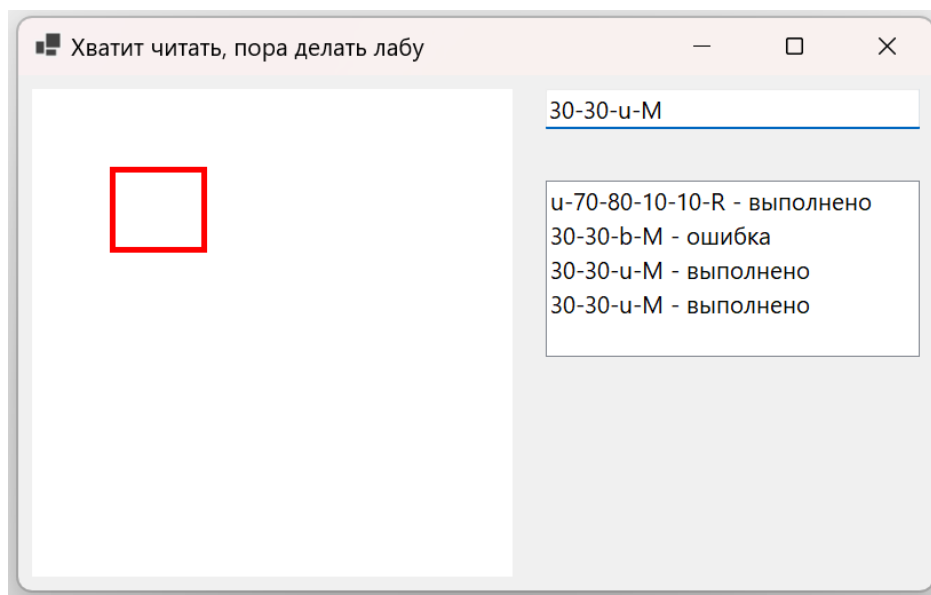 Хватит читать, пора делать лабу
30-30-u-M
u-70-80-10-10-R - выполнено
30-30-b-M - ошибка
30-30-u-M - выполнено
30-30-u-M - выполнено